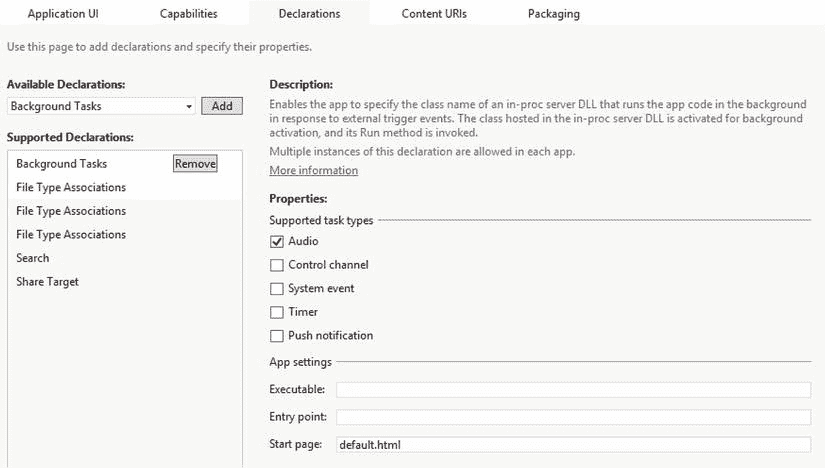 Application UI Capabilities Declarations Content URIs Packaging
Use this page to add declarations and specify their properties.
Available Declarations:
Background Tasks Add
Supported Declarations:
Background Tasks Remove
File Type Associations
File Type Associations
File Type Associations
Search
Share Target
Description:
Enables the app to specify the class name of an in-proc server DLL that runs the app code in the background
in response to external trigger events. The class hosted in the in-proc server DLL is activated for background
activation, and its Run method is invoked.
Multiple instances of this declaration are allowed in each app.
More information
Properties:
Supported task types
Audio
Control channel
System event
Timer
Push notification
App settings
Executable:
Entry point:
Start page: default.html